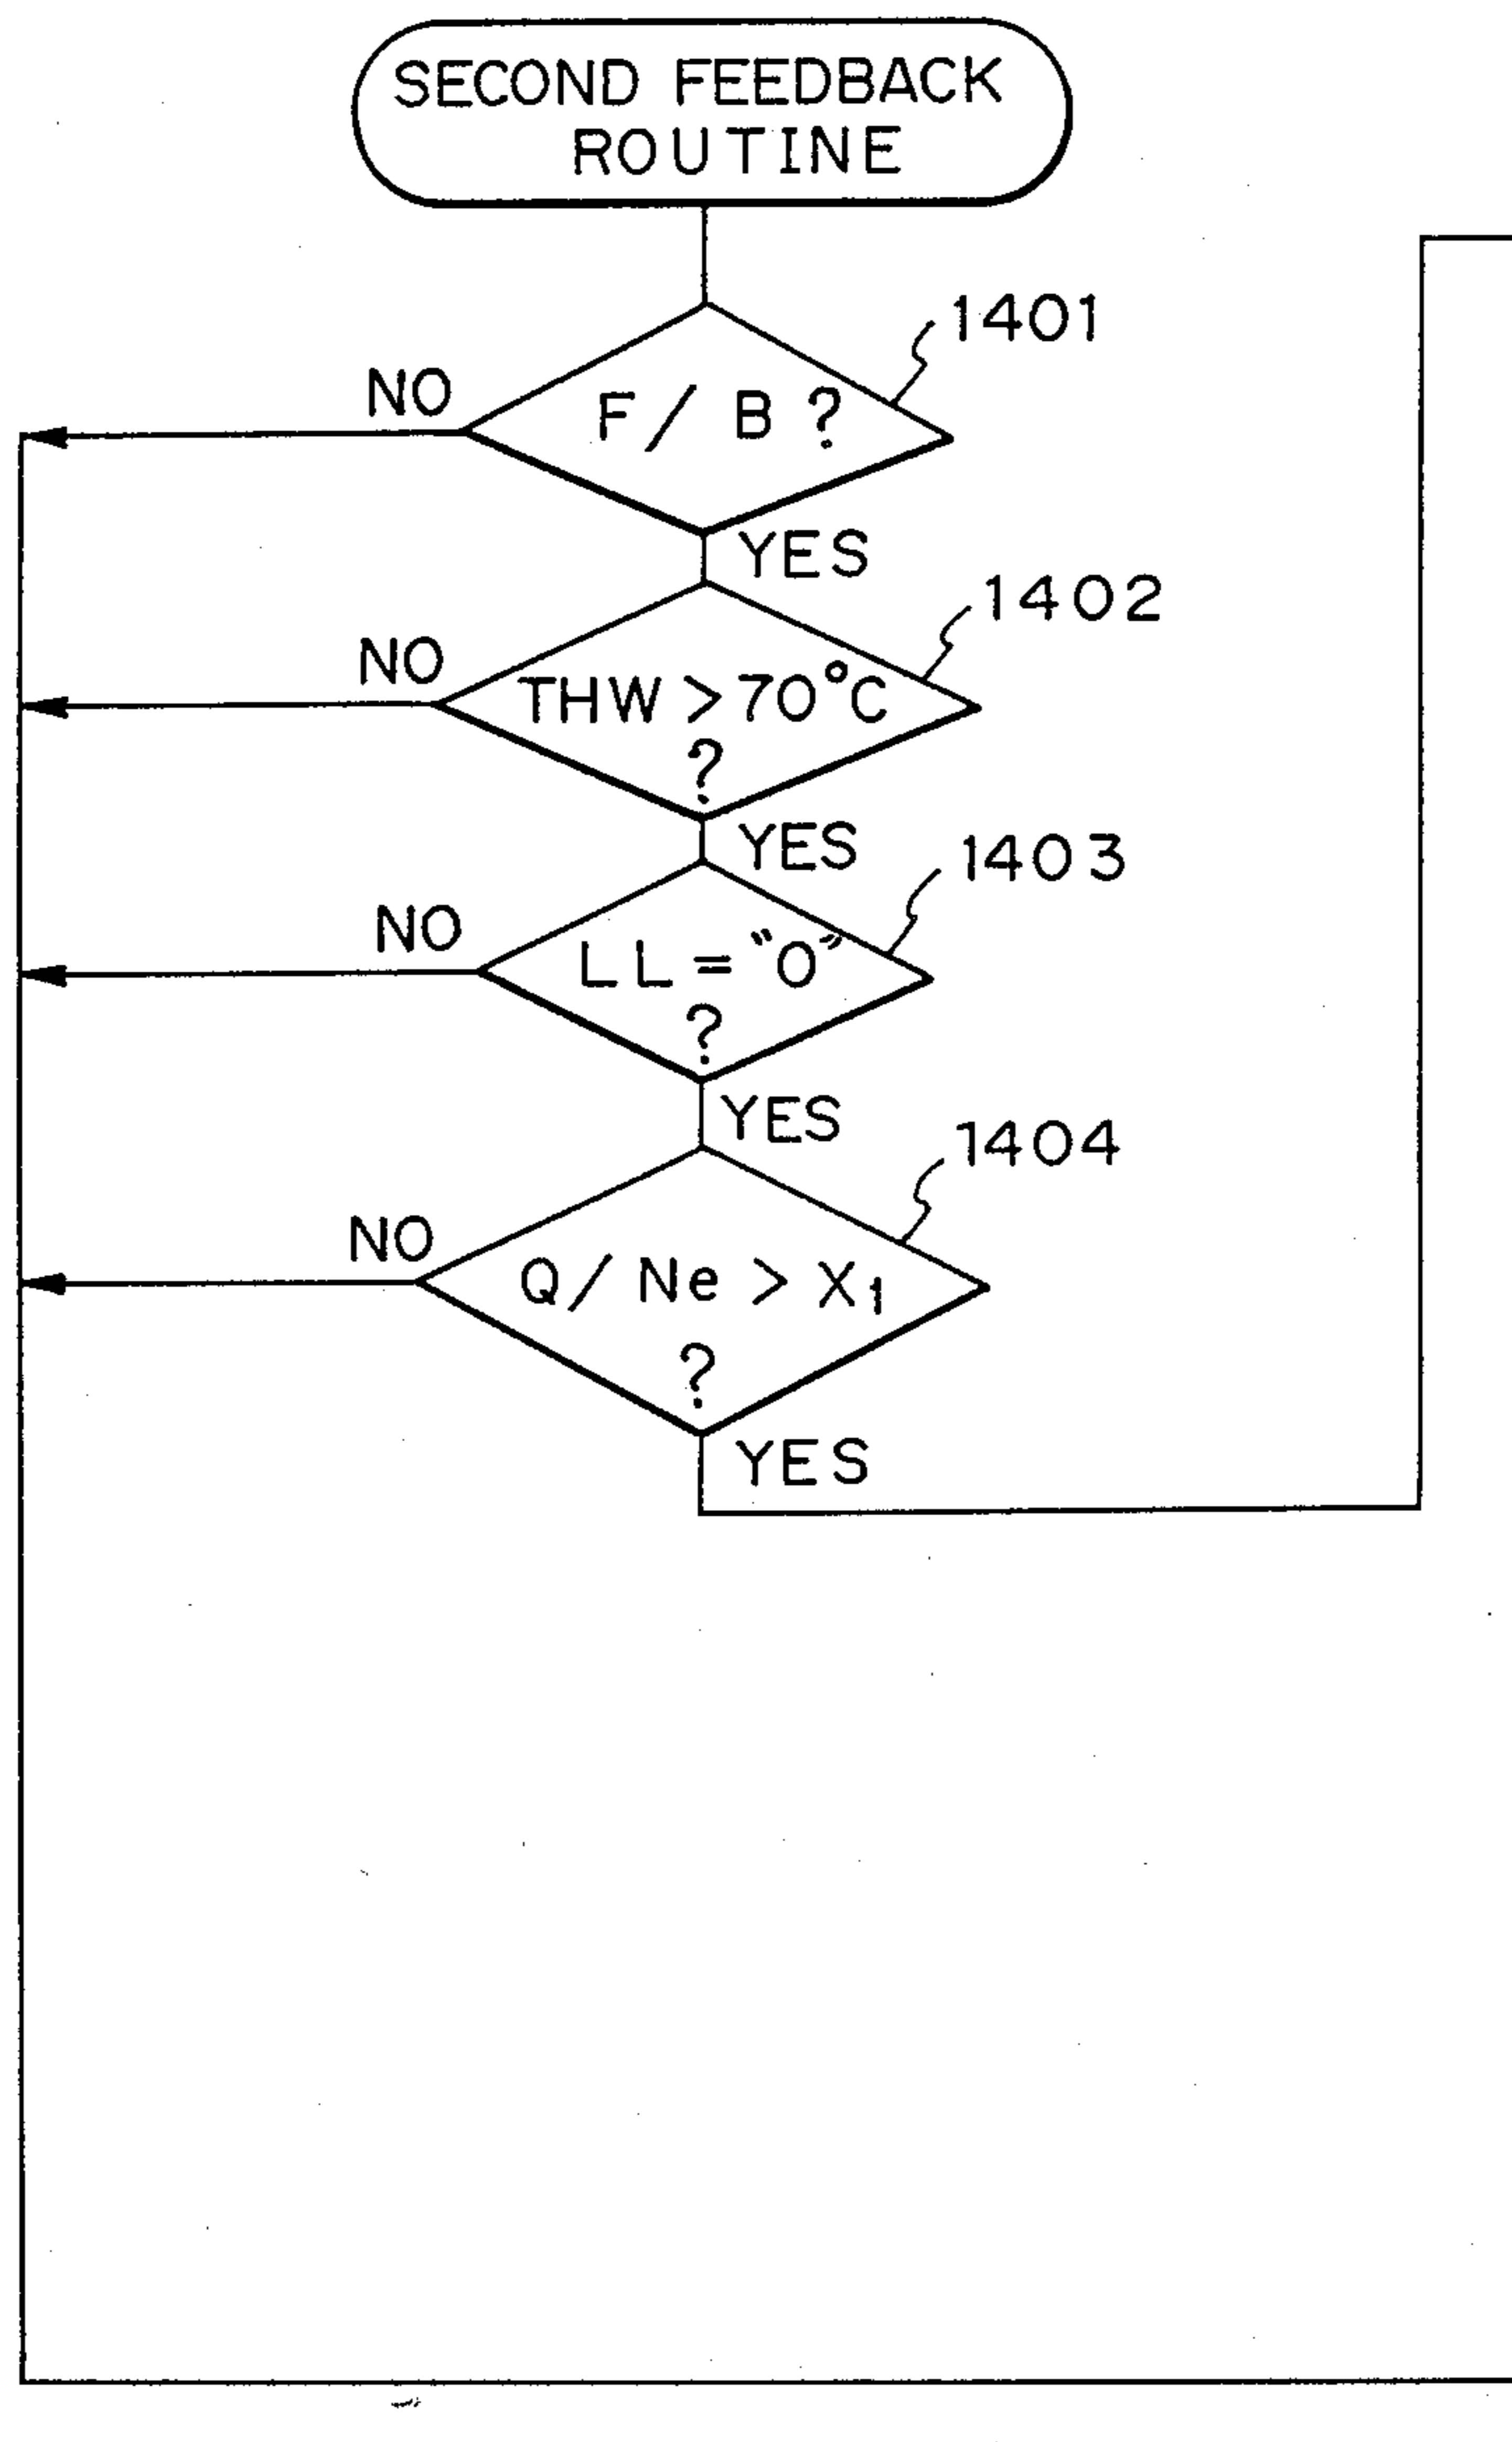 SECOND FEEDBACK
ROUTINE
1401
NO
F/B?
YES
1402
NO
THW>70°C
?
YES
1403
NO
LL="0"
?
YES
1404
NO
Q/Ne>X1
?
YES